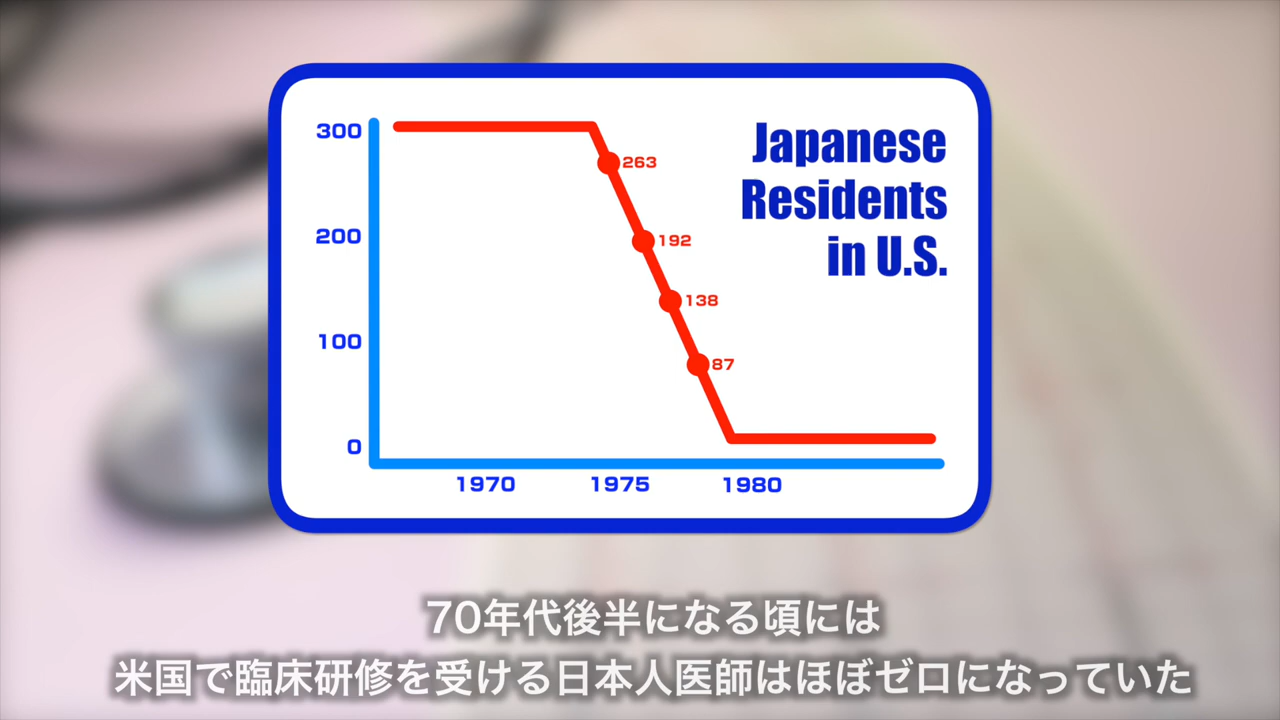 Japanese
Residents
in U.S.
300
200
100
0
263
192
138
87
1970 1975 1980
70年代後半になる頃には
米国で臨床研修を受ける日本人医師はほぼゼロになっていた